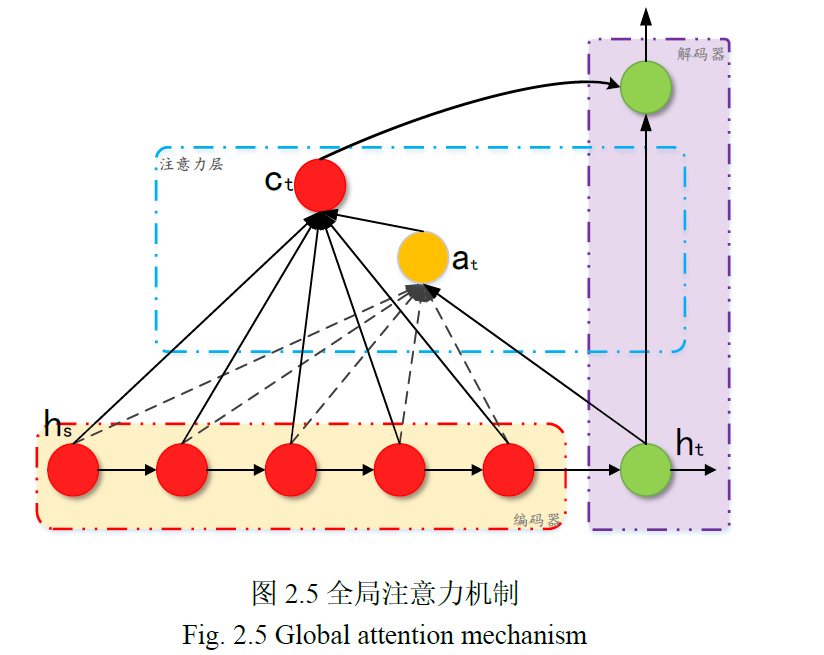 解码器
注意力层
ct
at
hs
ht
编码器
图 2.5 全局注意力机制
Fig. 2.5 Global attention mechanism